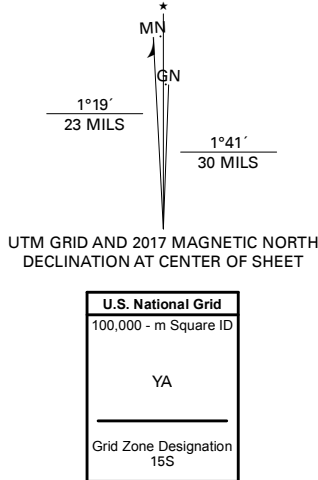 ★
MN
GN
1°19´
23 MILS
1°41´
30 MILS
UTM GRID AND 2017 MAGNETIC NORTH
DECLINATION AT CENTER OF SHEET
U.S. National Grid
100,000 - m Square ID
YA
Grid Zone Designation
15S